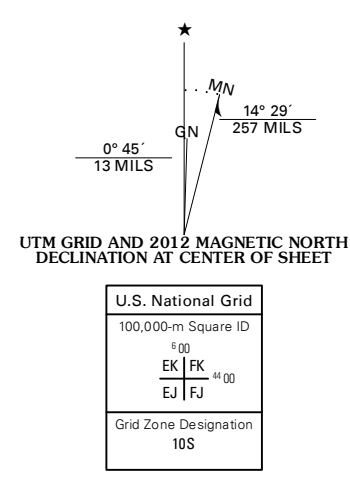 MN
14° 29´
257 MILS
GN
0° 45´
13 MILS
UTM GRID AND 2012 MAGNETIC NORTH
DECLINATION AT CENTER OF SHEET
U.S. National Grid
100,000-m Square ID
6 00
EK FK
44 00
EJ FJ
Grid Zone Designation
10S